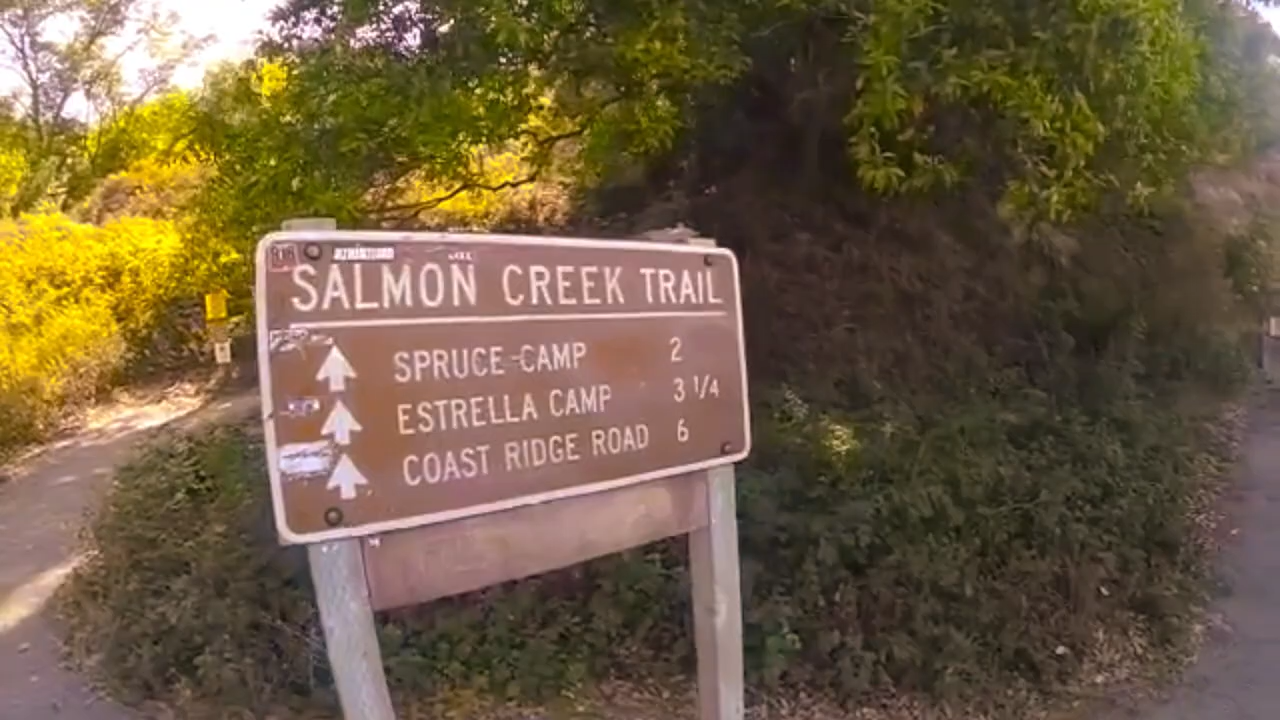 SALMON CREEK TRAIL
SPRUCE CAMP 2
ESTRELLA CAMP 3 1/4
COAST RIDGE ROAD 6